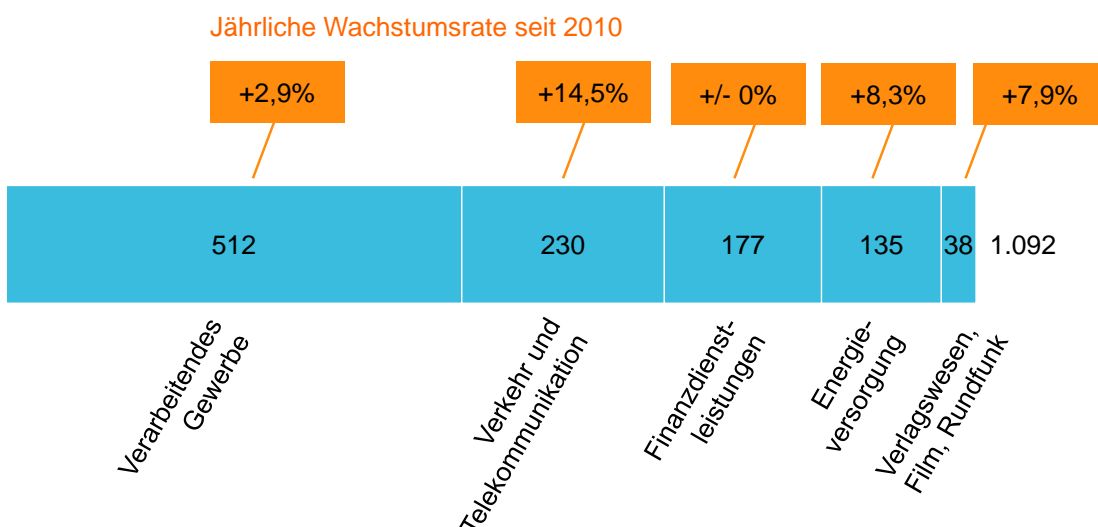 Jährliche Wachstumsrate seit 2010
+2,9%
+14,5%
+/- 0%
+8,3%
+7,9%
512
230
177
135
38
1.092
Verarbeitendes
Gewerbe
Verkehr und
Telekommunikation
Finanzdienst-
leistungen
Energie-
versorgung
Verlagswesen,
Film, Rundfunk